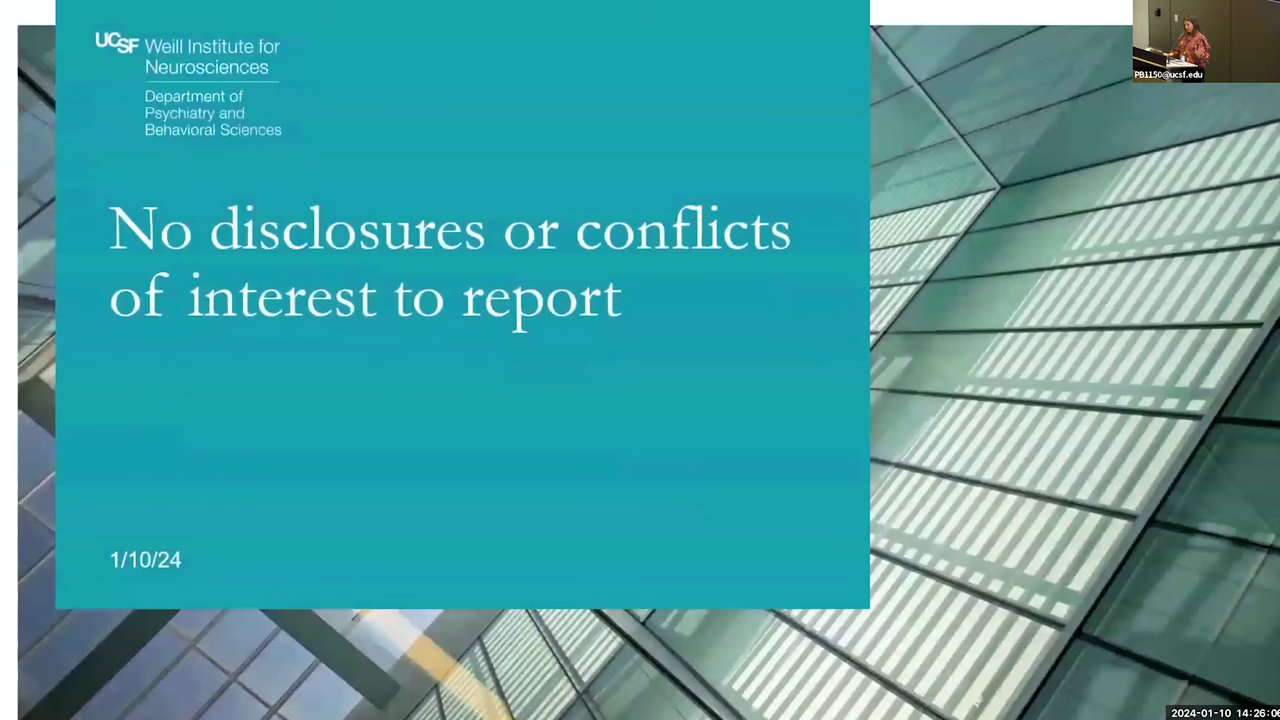 UCSF Weill Institute for
Neurosciences
Department of
Psychiatry and
Behavioral Sciences
No disclosures or conflicts
of interest to report
1/10/24
PB1150@ucsf.edu
2024-01-10 14:26:06